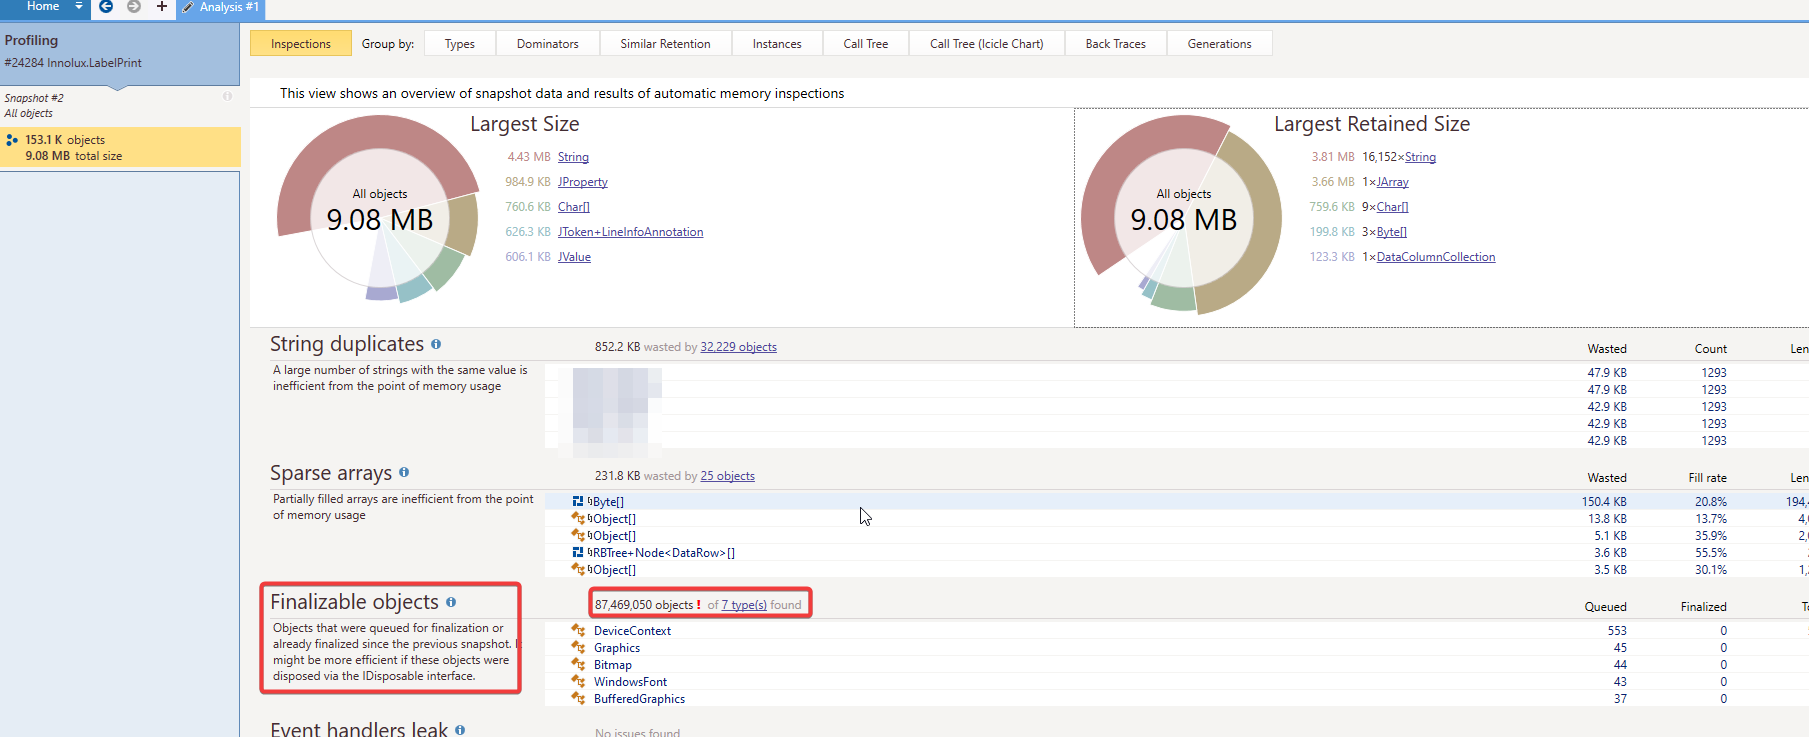 Home
Analysis #1
Profiling
#24284 Innolux.LabelPrint
Snapshot #2
All objects
153.1 K objects
9.08 MB total size
Inspections
Group by:
Types
Dominators
Similar Retention
Instances
Call Tree
Call Tree (Icicle Chart)
Back Traces
Generations
This view shows an overview of snapshot data and results of automatic memory inspections
All objects
9.08 MB
Largest Size
4.43 MB String
984.9 KB JProperty
760.6 KB Char[]
626.3 KB JToken+LineInfoAnnotation
606.1 KB JValue
All objects
9.08 MB
Largest Retained Size
3.81 MB 16,152×String
3.66 MB 1×JArray
759.6 KB 9×Char[]
199.8 KB 3×Byte[]
123.3 KB 1×DataColumnCollection
String duplicates
852.2 KB wasted by 32,229 objects
Wasted Count Len
A large number of strings with the same value is
inefficient from the point of memory usage
47.9 KB 1293
47.9 KB 1293
42.9 KB 1293
42.9 KB 1293
42.9 KB 1293
Sparse arrays
231.8 KB wasted by 25 objects
Wasted Fill rate Len
Partially filled arrays are inefficient from the point
of memory usage
Byte[] 150.4 KB 20.8% 194,4
Object[] 13.8 KB 13.7% 4,
Object[] 5.1 KB 35.9% 2,
RBTree+Node<DataRow>[] 3.6 KB 55.5%
Object[] 3.5 KB 30.1% 1,
Finalizable objects
87,469,050 objects ! of 7 type(s) found
Queued Finalized To
Objects that were queued for finalization or
already finalized since the previous snapshot. It
might be more efficient if these objects were
disposed via the IDisposable interface.
DeviceContext 553 0
Graphics 45 0
Bitmap 44 0
WindowsFont 43 0
BufferedGraphics 37 0
Event handlers leak
No issues found